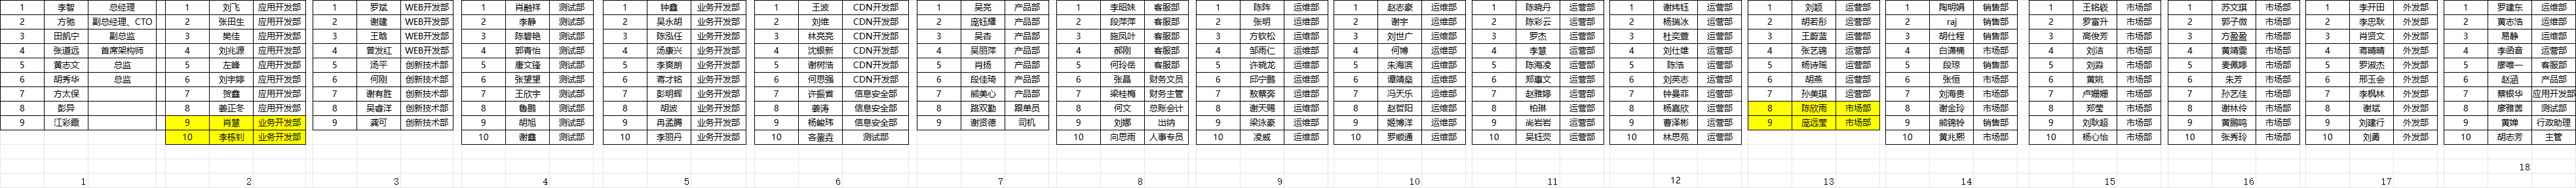 1 李智 总经理
2 方驰 副总经理、CTO
3 田凯宁 副总监
4 张道远 首席架构师
5 黄志文 总监
6 胡秀华 总监
7 方太保
8 彭异
9 江彩霞
1
1 刘飞 应用开发部
2 张田生 应用开发部
3 樊佳 应用开发部
4 刘兆源 应用开发部
5 左峰 应用开发部
6 刘宇婷 应用开发部
7 贺鑫 应用开发部
8 姜正冬 应用开发部
9 肖慧 业务开发部
10 李栋钊 业务开发部
2
1 罗斌 WEB开发部
2 谢建 WEB开发部
3 王晗 WEB开发部
4 曾发红 WEB开发部
5 汤平 创新技术部
6 何刚 创新技术部
7 谢有胜 创新技术部
8 吴睿洋 创新技术部
9 龚可 创新技术部
3
1 肖融祥 测试部
2 李静 测试部
3 陈碧艳 测试部
4 郭青怡 测试部
5 唐文锋 测试部
6 张望望 测试部
7 王欣宇 测试部
8 鲁鹏 测试部
9 胡旭 测试部
10 谢鑫 测试部
4
1 钟鑫 业务开发部
2 吴永胡 业务开发部
3 陈泓任 业务开发部
4 汤康兴 业务开发部
5 李奕朗 业务开发部
6 蒋才铭 业务开发部
7 彭明辉 业务开发部
8 胡波 业务开发部
9 冉孟腾 业务开发部
10 李丽丹 业务开发部
5
1 王波 CDN开发部
2 刘维 CDN开发部
3 林亮亮 CDN开发部
4 沈银新 CDN开发部
5 谢树浩 CDN开发部
6 何思强 CDN开发部
7 许振省 信息安全部
8 姜涛 信息安全部
9 杨峻玮 信息安全部
10 吝鋆垚 测试部
6
1 吴亮 产品部
2 庞钰耀 产品部
3 吴杏 产品部
4 吴丽萍 产品部
5 肖扬 产品部
6 段佳琦 产品部
7 熊美心 产品部
8 路双勤 跟单员
9 谢贤德 司机
7
1 李昭妹 客服部
2 段萍萍 客服部
3 施凤叶 客服部
4 郝刚 客服部
5 何玲岳 客服部
6 张晶 财务文员
7 梁桂梅 财务主管
8 何文 总账会计
9 刘娜 出纳
10 向思雨 人事专员
8
1 陈阵 运维部
2 张明 运维部
3 方钦松 运维部
4 邹雨仁 运维部
5 许晓龙 运维部
6 邱宁鹏 运维部
7 敖蔡奔 运维部
8 谢天赐 运维部
9 梁泳豪 运维部
10 凌威 运维部
9
1 赵志豪 运维部
2 谢宇 运维部
3 刘世广 运维部
4 何博 运维部
5 朱海滨 运维部
6 谭靖燊 运维部
7 冯天乐 运维部
8 赵哲阳 运维部
9 姬博洋 运维部
10 罗顺通 运维部
10
1 陈晓丹 运营部
2 陈彩云 运营部
3 罗杰 运营部
4 李慧 运营部
5 陈海凌 运营部
6 郑廰文 运营部
7 赵雅婷 运营部
8 柏琳 运营部
9 尚岩岩 运营部
10 吴钰荧 运营部
11
1 谢炜钰 运营部
2 杨瑞冰 运营部
3 杜奕萱 运营部
4 刘仕雄 运营部
5 陈浩 运营部
6 刘英志 运营部
7 钟曼菲 运营部
8 杨嘉欣 运营部
9 曹泽彬 运营部
10 林思苑 运营部
12
1 刘颖 运营部
2 胡若彤 运营部
3 王蔚蓝 运营部
4 张艺锦 运营部
5 杨诗瑶 运营部
6 胡燕 运营部
7 孙美琪 运营部
8 陈欣雨 市场部
9 庞远莹 市场部
13
1 陶明娟 销售部
2 raj 销售部
3 胡仕程 销售部
4 白潇楠 市场部
5 段琼 销售部
6 张恒 市场部
7 刘海贵 市场部
8 谢金玲 市场部
9 熊锦铃 销售部
10 黄兆熙 市场部
14
1 王铭嵚 市场部
2 罗富升 市场部
3 高俊芳 市场部
4 刘洁 市场部
5 刘淼 市场部
6 黄姚 市场部
7 卢姗姗 市场部
8 郑莹 市场部
9 刘耿超 市场部
10 杨心怡 市场部
15
1 苏文琪 市场部
2 郭子微 市场部
3 方盈盈 市场部
4 黄靖雯 市场部
5 麦佩婷 市场部
6 朱芳 市场部
7 孙艺佳 市场部
8 谢林伶 市场部
9 黄鹂鸣 市场部
10 张秀玲 市场部
16
1 李开田 外发部
2 李忠耿 外发部
3 肖贤文 外发部
4 蒋晴晴 外发部
5 罗淑杰 外发部
6 邢玉会 外发部
7 李枫林 外发部
8 谢斌 外发部
9 刘建行 外发部
10 刘勇 外发部
17
1 罗建东 运维部
2 黄志浩 运维部
3 易静 运维部
4 李函音 运营部
5 廖唯一 客服部
6 赵涵 产品部
7 蔡银华 应用开发部
8 廖雅茵 测试部
9 黄婵 行政助理
10 胡志芳 主管
18